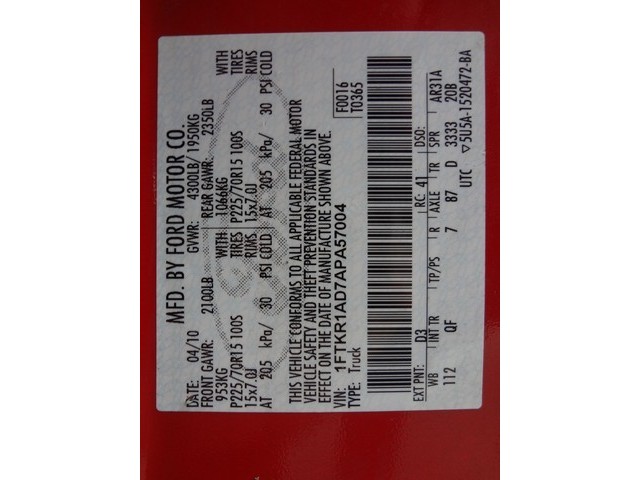 MFD. BY FORD MOTOR CO.
04/10 GVWR: 4300LB/ 1950KG
FRONT GAWR: 2100LB REAR GAWR: 2350LB
953KG WITH 1066KG WITH
P225/70R15 100S TIRES P225/70R15 100S TIRES
15x7.0J RIMS 15x7.0J RIMS
AT 205 kPa/ 30 PSI COLD AT 205 kPa/ 30 PSI COLD
THIS VEHICLE CONFORMS TO ALL APPLICABLE FEDERAL MOTOR
VEHICLE SAFETY AND THEFT PREVENTION STANDARDS IN
EFFECT ON THE DATE OF MANUFACTURE SHOWN ABOVE.
VIN: 1FTKR1AD7APA57004 F0016
TYPE: Truck T0365
EXT PNT: D3 RC: 41 DSO:
WB INT TR TP/PS R AXLE TR SPR AR31A
112 QF 7 87 D 3333 20B
UTC ▽5U5A-1520472-BA